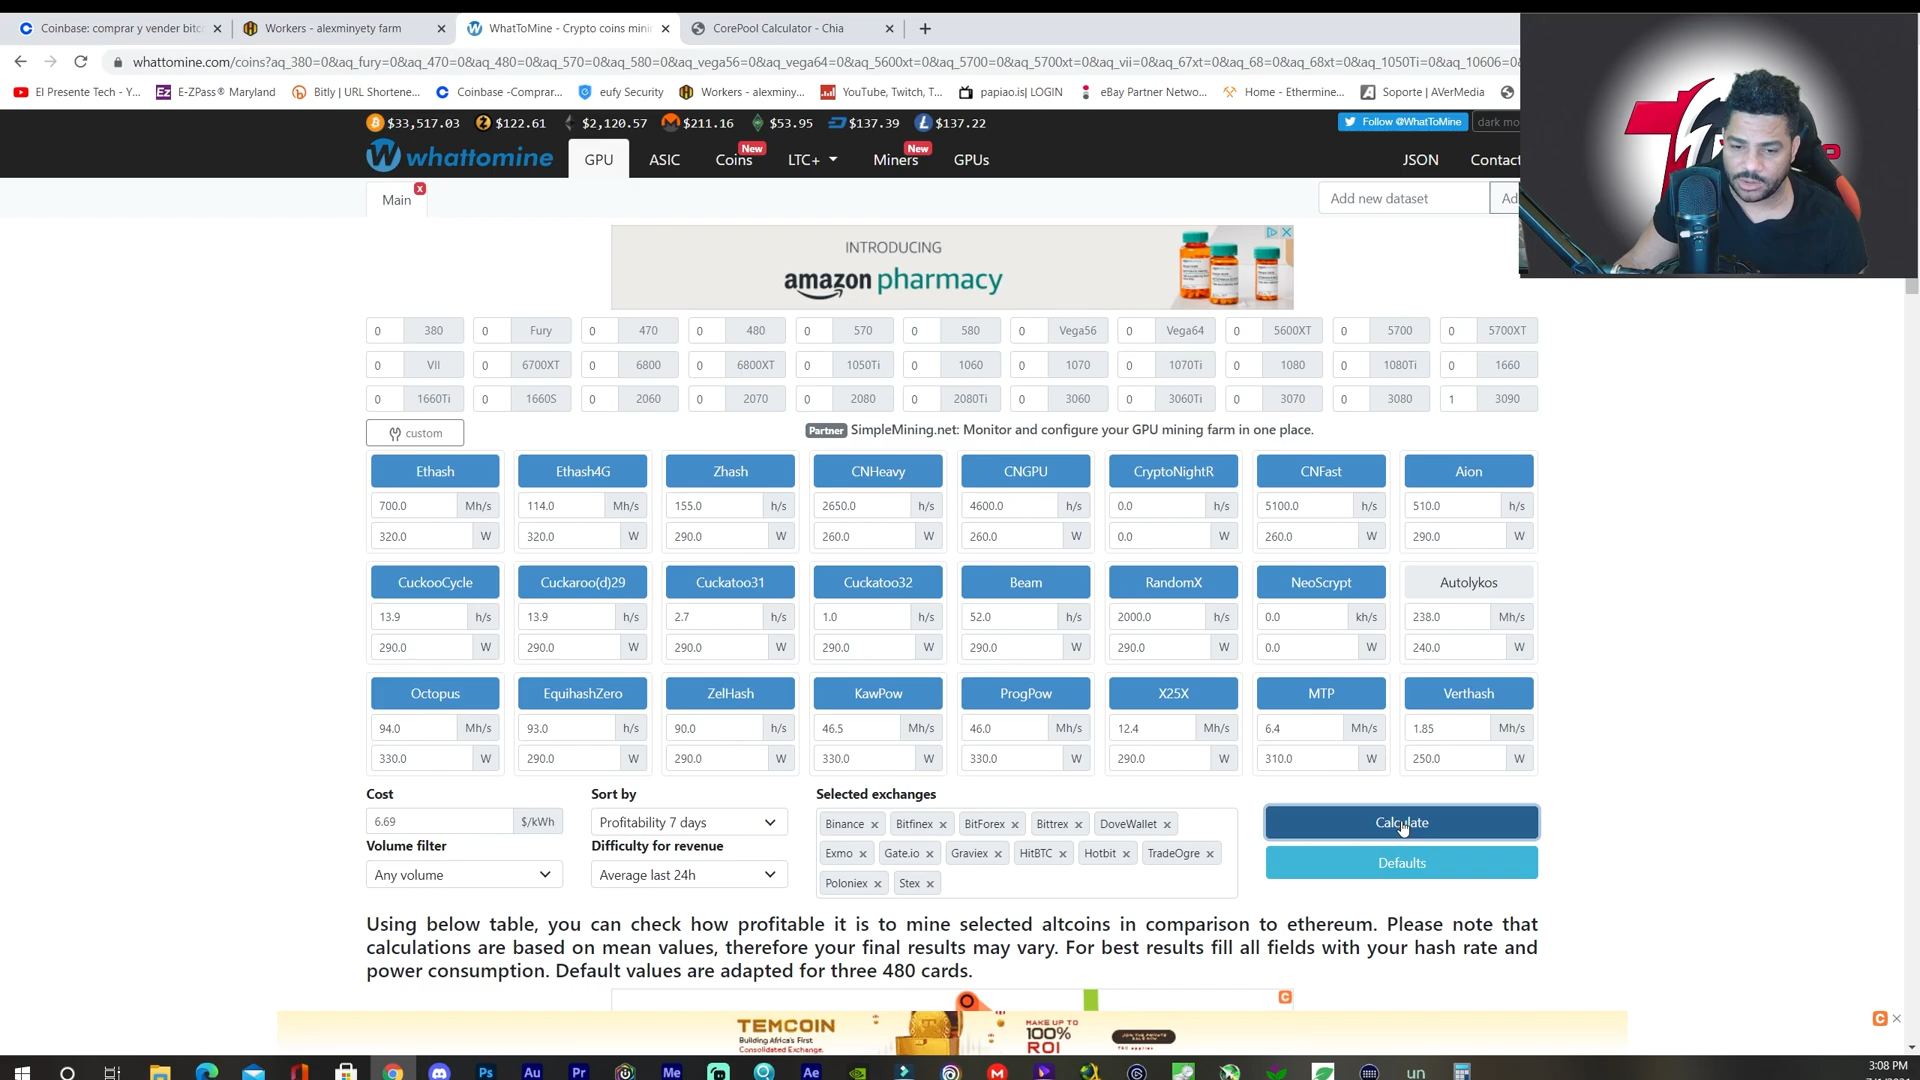 Coinbase: comprar y vender bitc
Workers - alexminyety farm
WhatToMine - Crypto coins mini
CorePool Calculator - Chia
whattomine.com/coins?aq_380=0&aq_fury=0&aq_470=0&aq_480=0&aq_570=0&aq_580=0&aq_vega56=0&aq_vega64=0&aq_5600xt=0&aq_5700=0&aq_5700xt=0&aq_vii=0&aq_67xt=0&aq_68=0&aq_68xt=0&aq_1050Ti=0&aq_10606=0
El Presente Tech - Y...
E-ZPass® Maryland
Bitly | URL Shortene...
Coinbase -Comprar...
eufy Security
Workers - alexminy...
YouTube, Twitch, T...
papiao.is| LOGIN
eBay Partner Netwo...
Home - Ethermine...
Soporte | AVerMedia
$33,517.03 $122.61 $2,120.57 $211.16 $53.95 $137.39 $137.22
Follow @WhatToMine
dark mo
whattomine
GPU
ASIC
Coins
New
LTC+
Miners
New
GPUs
JSON
Contact
Main
x
Add new dataset
Ad
INTRODUCING
amazon pharmacy
0 380 0 Fury 0 470 0 480 0 570 0 580 0 Vega56 0 Vega64 0 5600XT 0 5700 0 5700XT
0 VII 0 6700XT 0 6800 0 6800XT 0 1050Ti 0 1060 0 1070 0 1070Ti 0 1080 0 1080Ti 0 1660
0 1660Ti 0 1660S 0 2060 0 2070 0 2080 0 2080Ti 0 3060 0 3060Ti 0 3070 0 3080 1 3090
custom
Partner SimpleMining.net: Monitor and configure your GPU mining farm in one place.
Ethash Ethash4G Zhash CNHeavy CNGPU CryptoNightR CNFast Aion
700.0 Mh/s 114.0 Mh/s 155.0 h/s 2650.0 h/s 4600.0 h/s 0.0 h/s 5100.0 h/s 510.0 h/s
320.0 W 320.0 W 290.0 W 260.0 W 260.0 W 0.0 W 260.0 W 290.0 W
CuckooCycle Cuckaroo(d)29 Cuckatoo31 Cuckatoo32 Beam RandomX NeoScrypt Autolykos
13.9 h/s 13.9 h/s 2.7 h/s 1.0 h/s 52.0 h/s 2000.0 h/s 0.0 kh/s 238.0 Mh/s
290.0 W 290.0 W 290.0 W 290.0 W 290.0 W 290.0 W 0.0 W 240.0 W
Octopus EquihashZero ZelHash KawPow ProgPow X25X MTP Verthash
94.0 Mh/s 93.0 h/s 90.0 h/s 46.5 Mh/s 46.0 Mh/s 12.4 Mh/s 6.4 Mh/s 1.85 Mh/s
330.0 W 290.0 W 290.0 W 330.0 W 330.0 W 290.0 W 310.0 W 250.0 W
Cost
6.69 $/kWh
Volume filter
Any volume
Sort by
Profitability 7 days
Difficulty for revenue
Average last 24h
Selected exchanges
Binance × Bitfinex × BitForex × Bittrex × DoveWallet ×
Exmo × Gate.io × Graviex × HitBTC × Hotbit × TradeOgre ×
Poloniex × Stex ×
Calculate
Defaults
Using below table, you can check how profitable it is to mine selected altcoins in comparison to ethereum. Please note that
calculations are based on mean values, therefore your final results may vary. For best results fill all fields with your hash rate and
power consumption. Default values are adapted for three 480 cards.
TEMCOIN
Building Africa's First
Consolidated Exchange.
MAKE UP TO
100%
ROI
Ps
Au
Pr
Me
Ae
un
3:08 PM